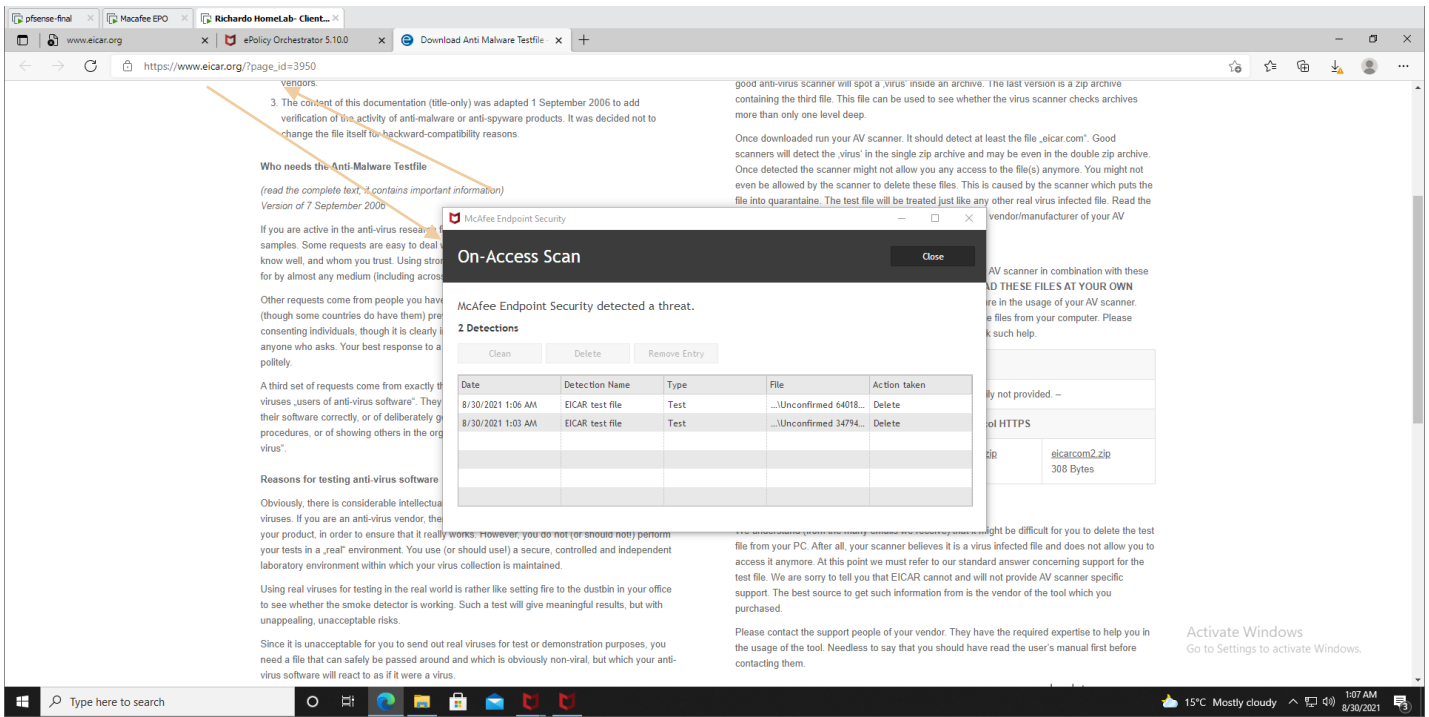 pfsense-final
Macafee EPO
Richardo HomeLab- Client...
www.eicar.org
ePolicy Orchestrator 5.10.0
Download Anti Malware Testfile -
https://www.eicar.org/?page_id=3950
vendors.
3. The content of this documentation (title-only) was adapted 1 September 2006 to add
verification of the activity of anti-malware or anti-spyware products. It was decided not to
change the file itself for backward-compatibility reasons.
Who needs the Anti-Malware Testfile
(read the complete text, it contains important information)
Version of 7 September 2006
If you are active in the anti-virus research f
samples. Some requests are easy to deal
know well, and whom you trust. Using stro
for by almost any medium (including acros
Other requests come from people you have
(though some countries do have them) pre
consenting individuals, though it is clearly i
anyone who asks. Your best response to a
politely.
A third set of requests come from exactly th
viruses „users of anti-virus software“. They
their software correctly, or of deliberately g
procedures, or of showing others in the org
virus“.
Reasons for testing anti-virus software
Obviously, there is considerable intellectua
viruses. If you are an anti-virus vendor, the
your product, in order to ensure that it really works. However, you do not (or should not!) perform
your tests in a „real“ environment. You use (or should use!) a secure, controlled and independent
laboratory environment within which your virus collection is maintained.
Using real viruses for testing in the real world is rather like setting fire to the dustbin in your office
to see whether the smoke detector is working. Such a test will give meaningful results, but with
unappealing, unacceptable risks.
Since it is unacceptable for you to send out real viruses for test or demonstration purposes, you
need a file that can safely be passed around and which is obviously non-viral, but which your anti-
virus software will react to as if it were a virus.
good anti-virus scanner will spot a ‚virus‘ inside an archive. The last version is a zip archive
containing the third file. This file can be used to see whether the virus scanner checks archives
more than only one level deep.
Once downloaded run your AV scanner. It should detect at least the file „eicar.com“. Good
scanners will detect the ‚virus‘ in the single zip archive and may be even in the double zip archive.
Once detected the scanner might not allow you any access to the file(s) anymore. You might not
even be allowed by the scanner to delete these files. This is caused by the scanner which puts the
file into quarantaine. The test file will be treated just like any other real virus infected file. Read the
vendor/manufacturer of your AV
AV scanner in combination with these
AD THESE FILES AT YOUR OWN
re in the usage of your AV scanner.
e files from your computer. Please
k such help.
ily not provided. –
ol HTTPS
zip
eicarcom2.zip
308 Bytes
We understand (from the many emails we receive) that it might be difficult for you to delete the test
file from your PC. After all, your scanner believes it is a virus infected file and does not allow you to
access it anymore. At this point we must refer to our standard answer concerning support for the
test file. We are sorry to tell you that EICAR cannot and will not provide AV scanner specific
support. The best source to get such information from is the vendor of the tool which you
purchased.
Please contact the support people of your vendor. They have the required expertise to help you in
the usage of the tool. Needless to say that you should have read the user's manual first before
contacting them.
McAfee Endpoint Security
On-Access Scan
Close
McAfee Endpoint Security detected a threat.
2 Detections
Clean
Delete
Remove Entry
Date Detection Name Type File Action taken
8/30/2021 1:06 AM EICAR test file Test ...\Unconfirmed 64018... Delete
8/30/2021 1:03 AM EICAR test file Test ...\Unconfirmed 34794... Delete
Activate Windows
Go to Settings to activate Windows.
Type here to search
15°C Mostly cloudy
1:07 AM
8/30/2021
3